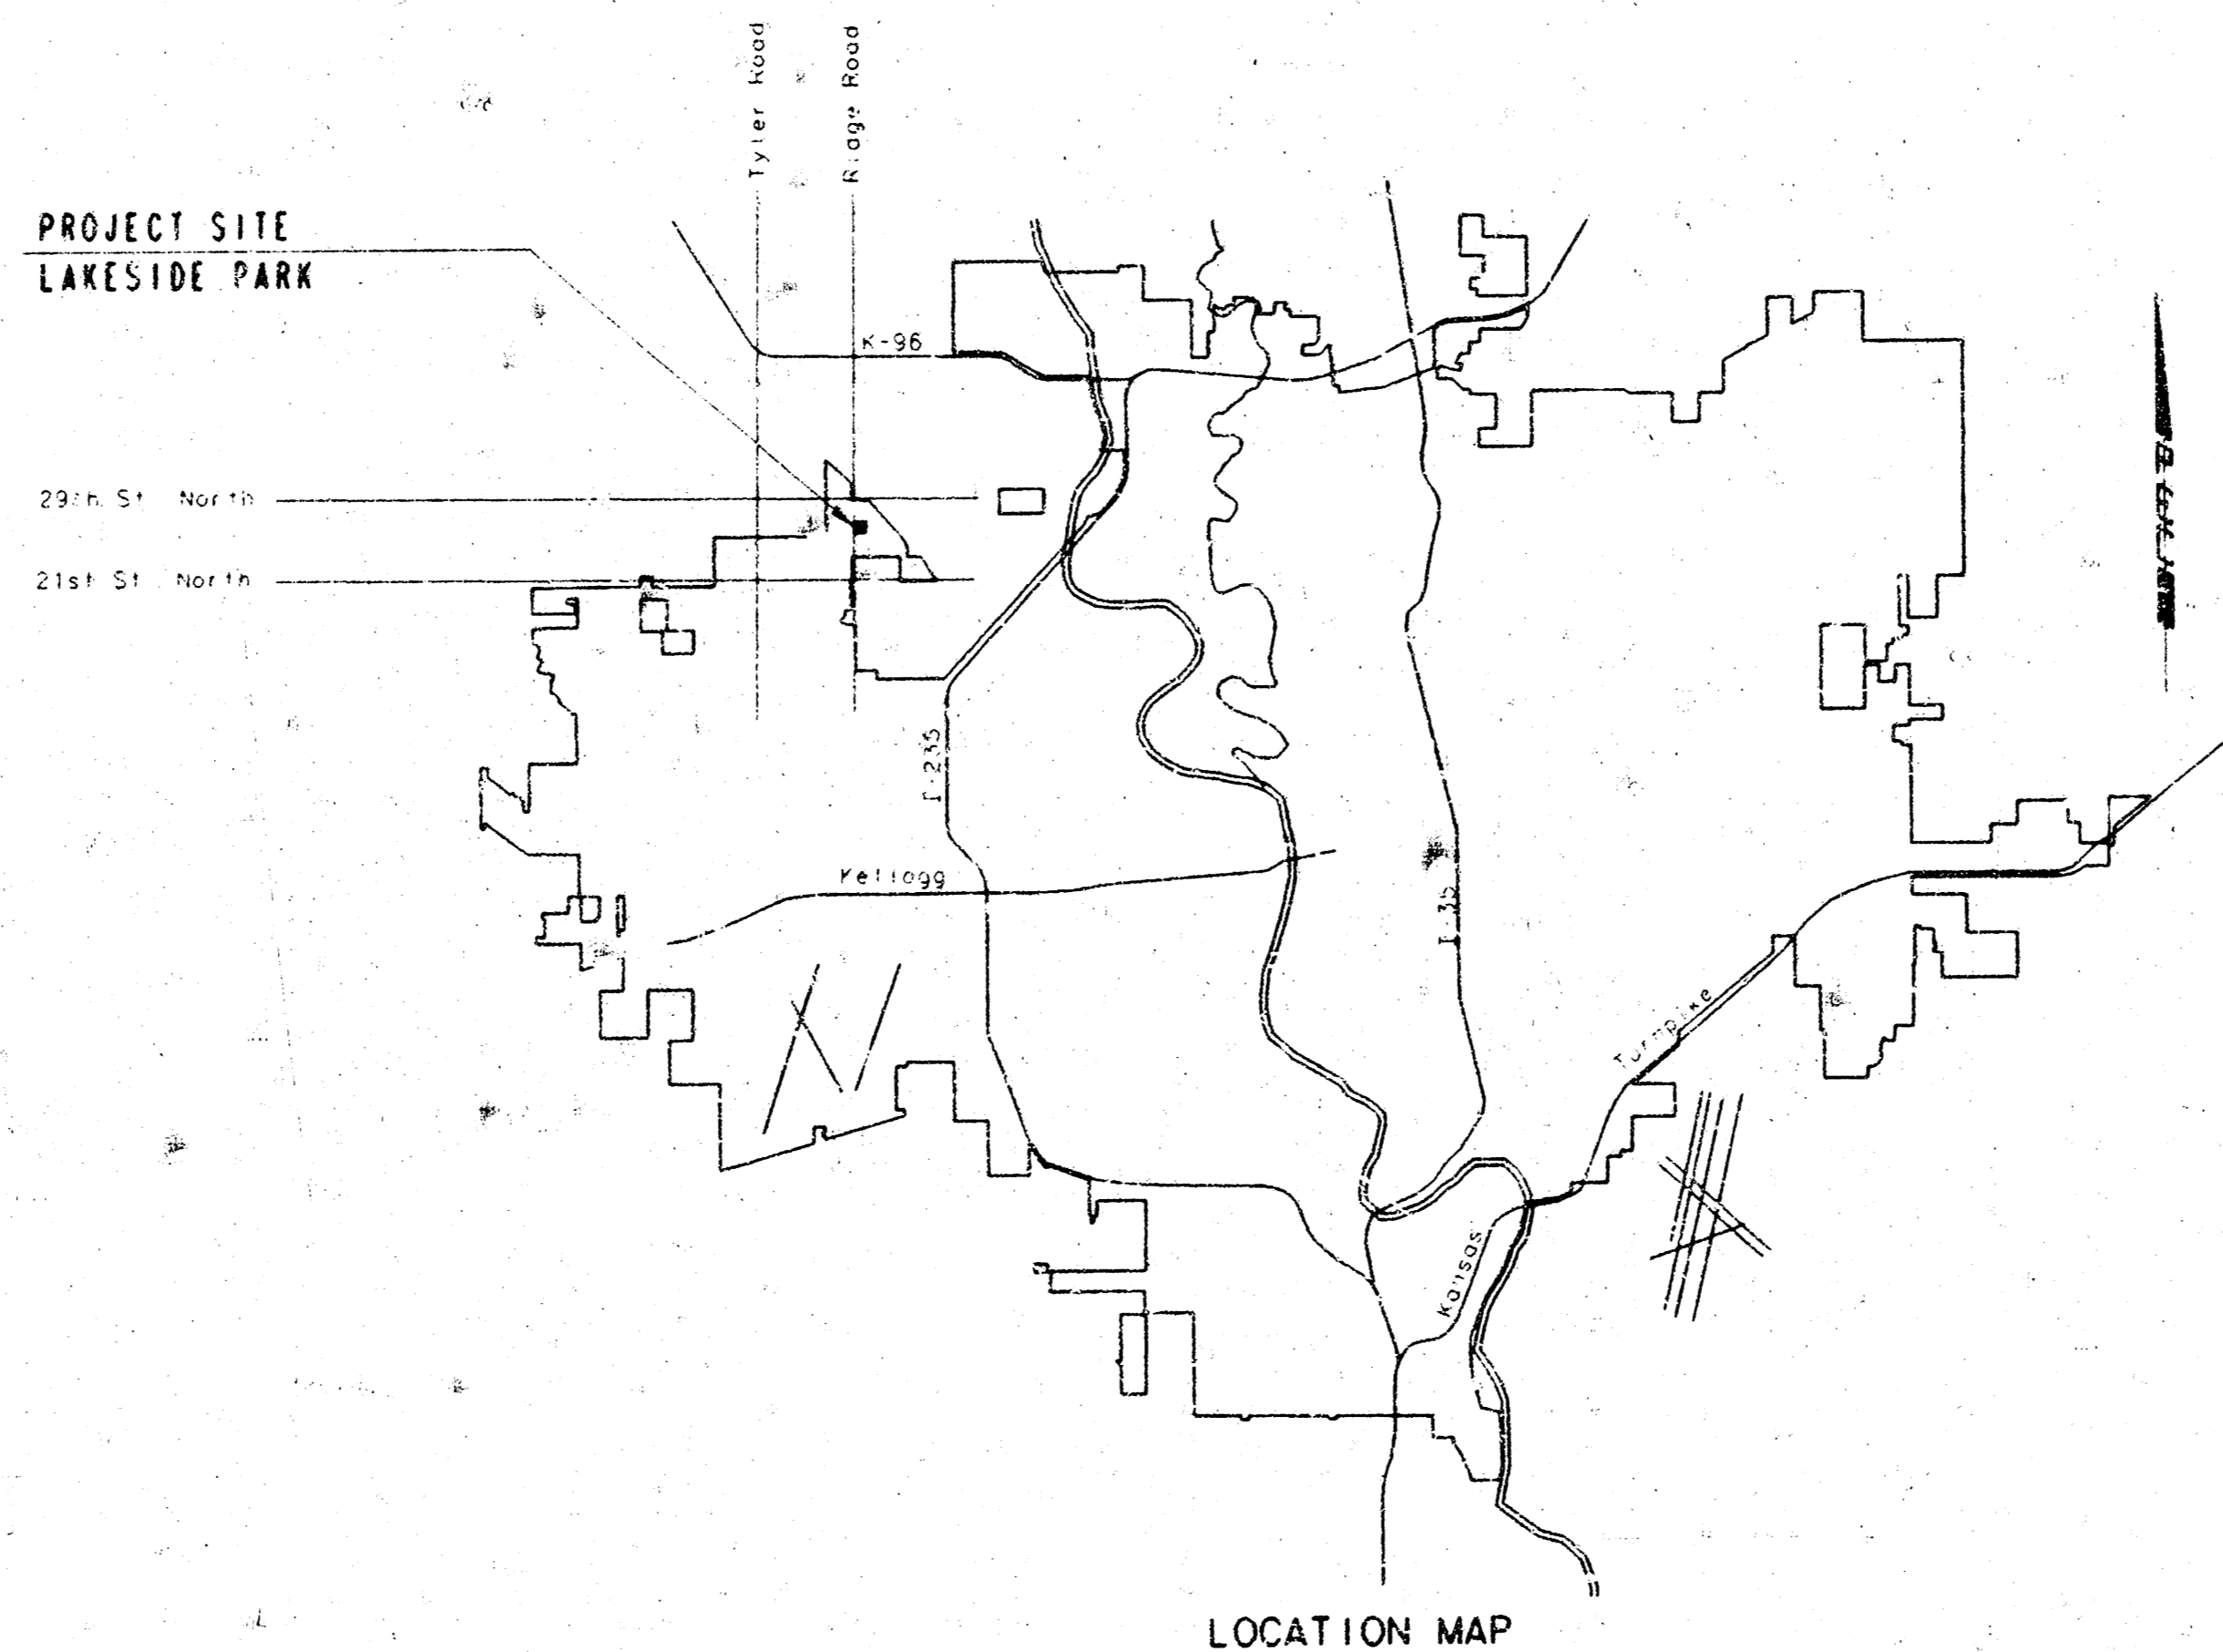 Tyler Road
Ridge Road
PROJECT SITE
LAKESIDE PARK
K-96
29th St North
21st St North
I-235
Kellogg
I-35
Turnpike
Kansas
LOCATION MAP